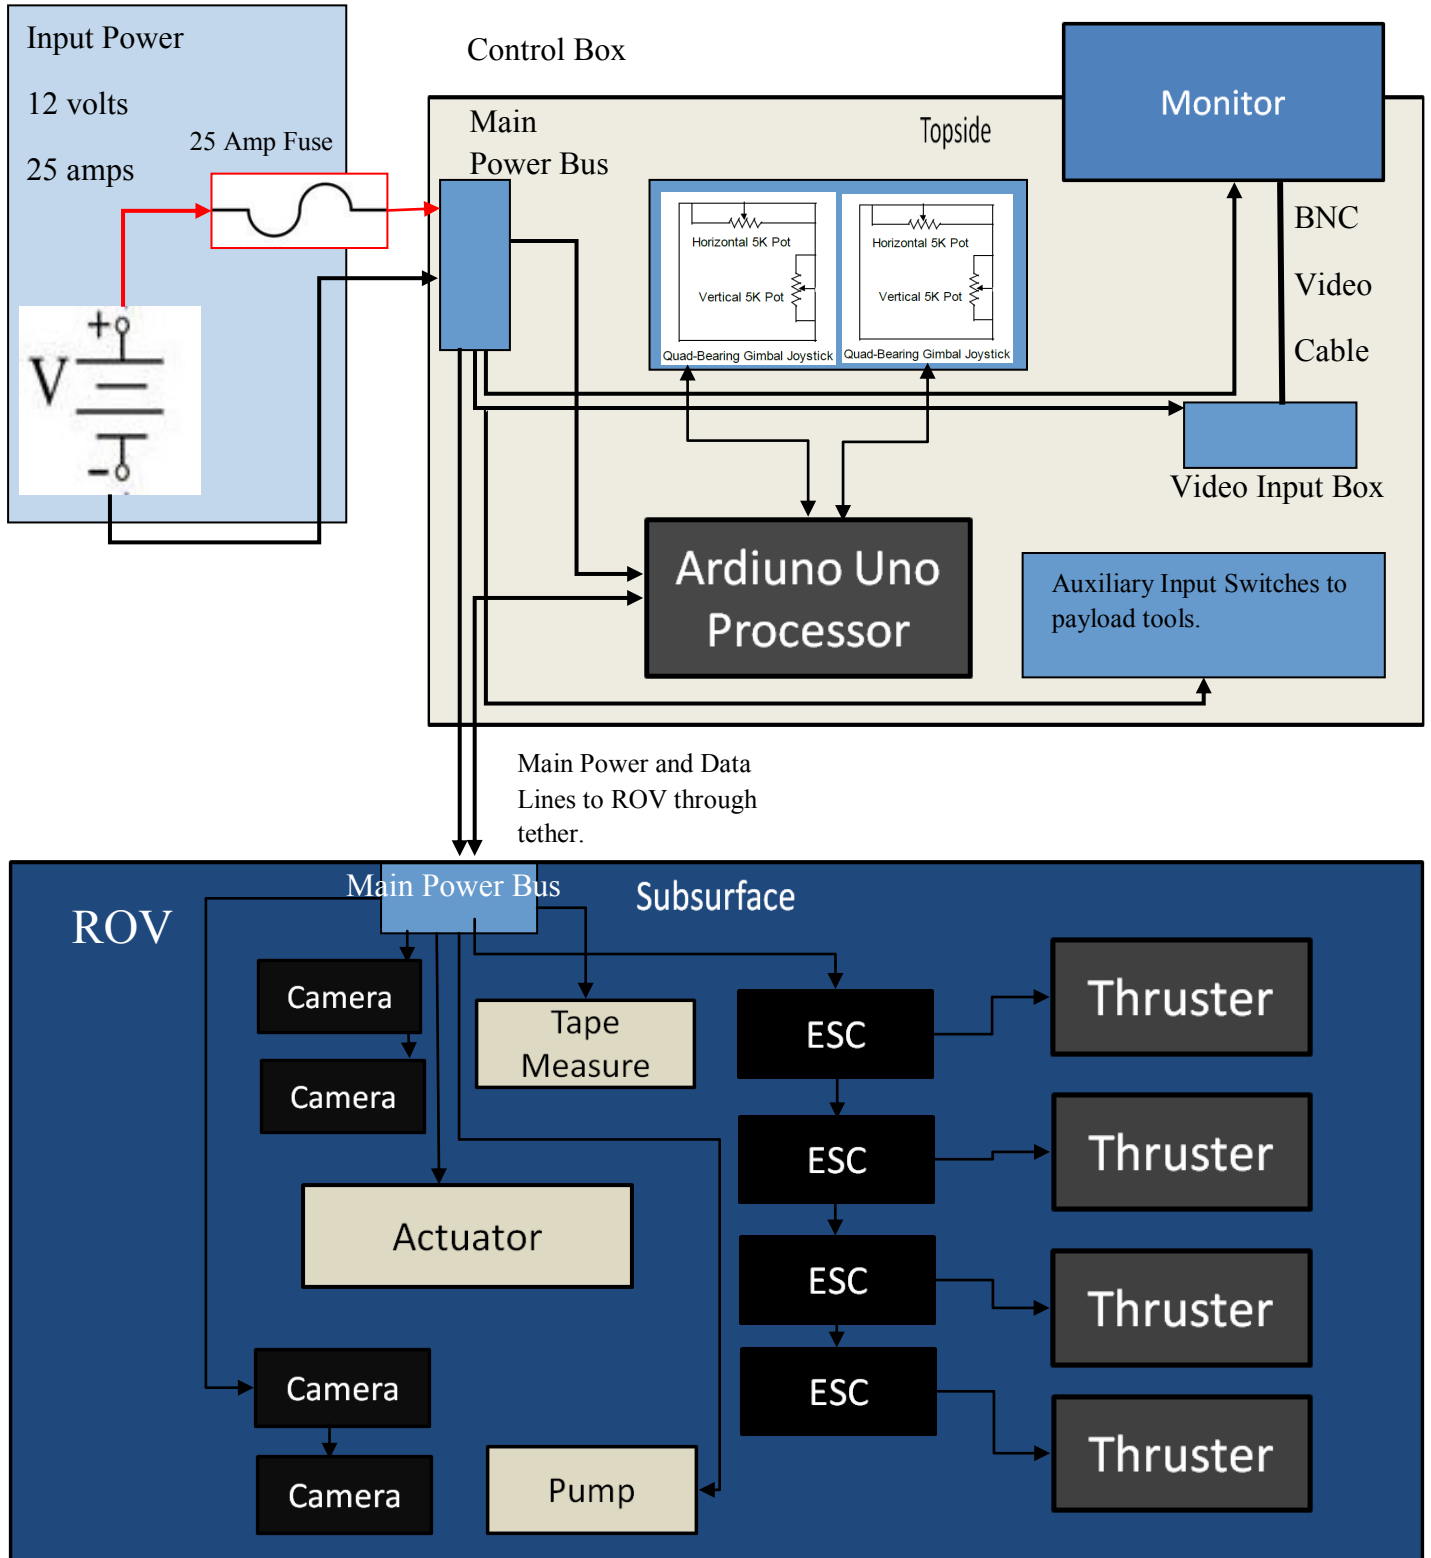 Input Power
12 volts
25 amps
25 Amp Fuse
+
V
-
Control Box
Main
Power Bus
Topside
Monitor
Horizontal 5K Pot
Vertical 5K Pot
Quad-Bearing Gimbal Joystick
Horizontal 5K Pot
Vertical 5K Pot
Quad-Bearing Gimbal Joystick
BNC
Video
Cable
Video Input Box
Ardiuno Uno
Processor
Auxiliary Input Switches to
payload tools.
Main Power and Data
Lines to ROV through
tether.
Main Power Bus
Subsurface
ROV
Camera
Camera
Tape
Measure
Actuator
Camera
Camera
Pump
ESC
ESC
ESC
ESC
Thruster
Thruster
Thruster
Thruster